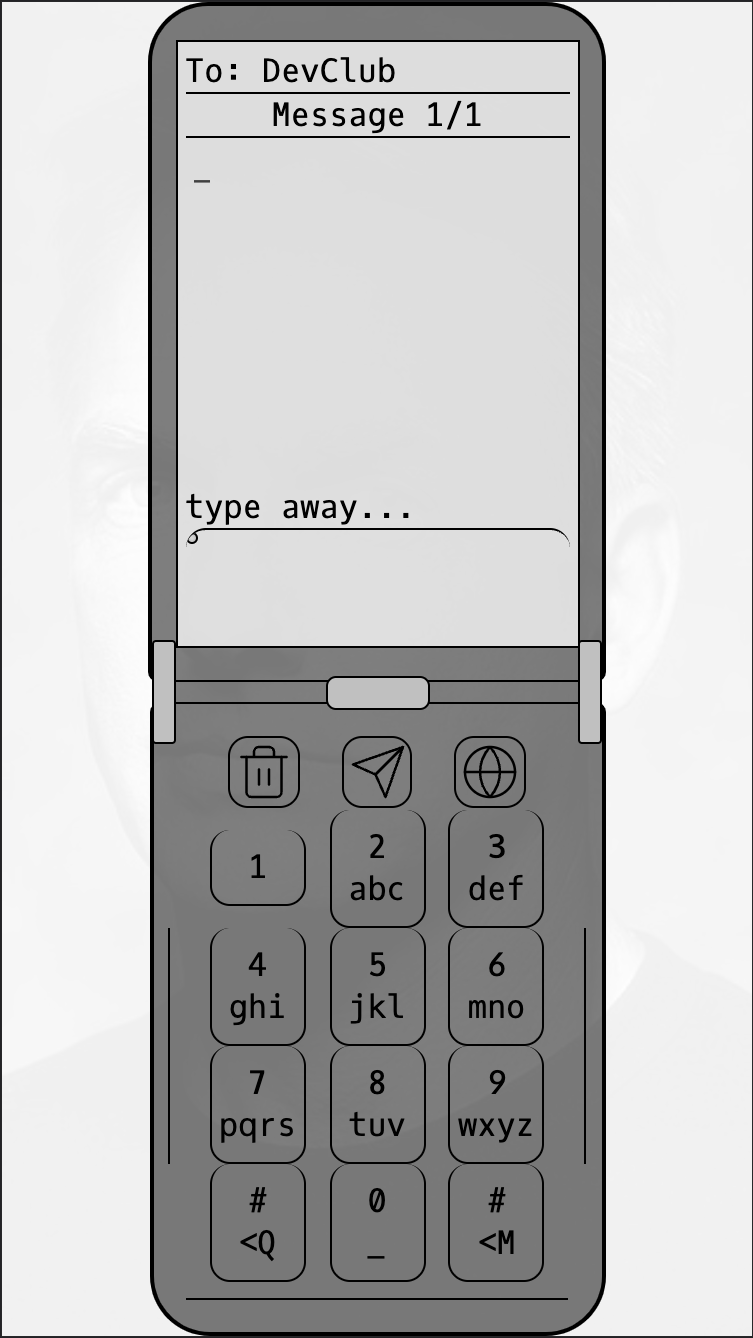 To: DevClub
Message 1/1
_
type away...
1
2
abc
3
def
4
ghi
5
jkl
6
mno
7
pqrs
8
tuv
9
wxyz
#
<Q
0
_
#
<M